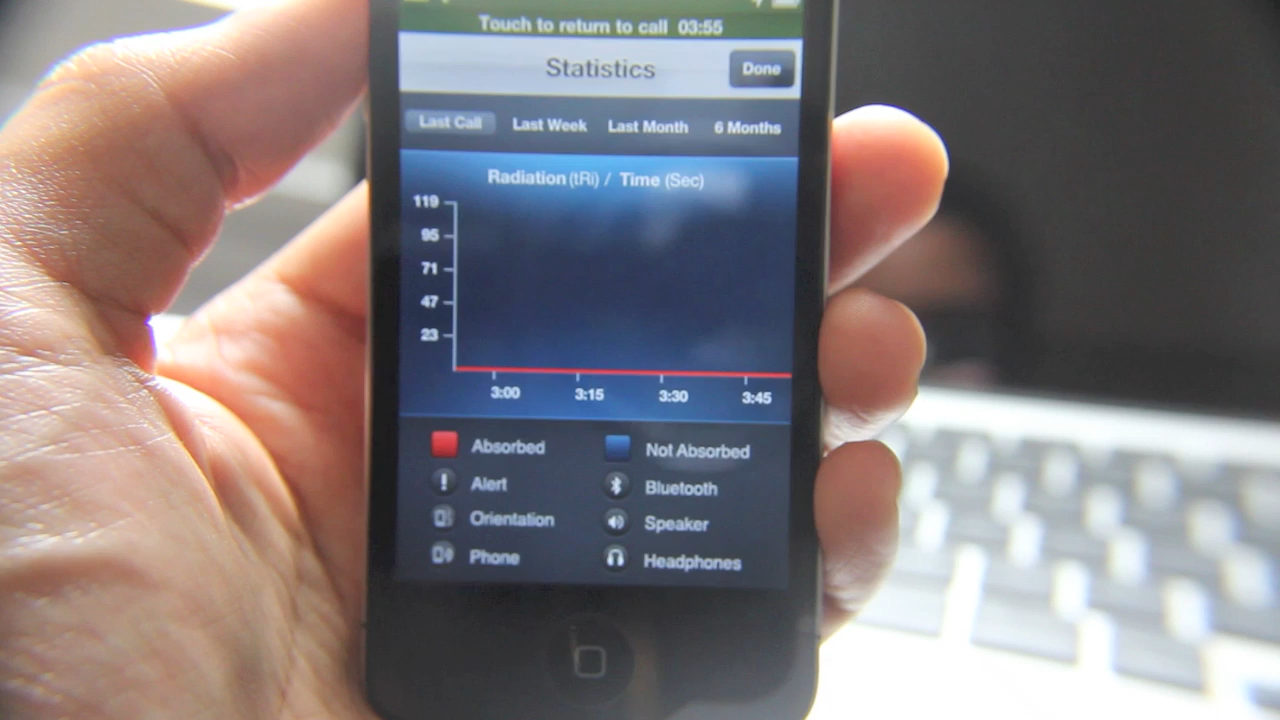 Touch to return to call 03:55
Statistics
Done
Last Call Last Week Last Month 6 Months
Radiation (tRi) / Time (Sec)
119
95
71
47
23
3:00 3:15 3:30 3:45
Absorbed Not Absorbed
Alert Bluetooth
Orientation Speaker
Phone Headphones